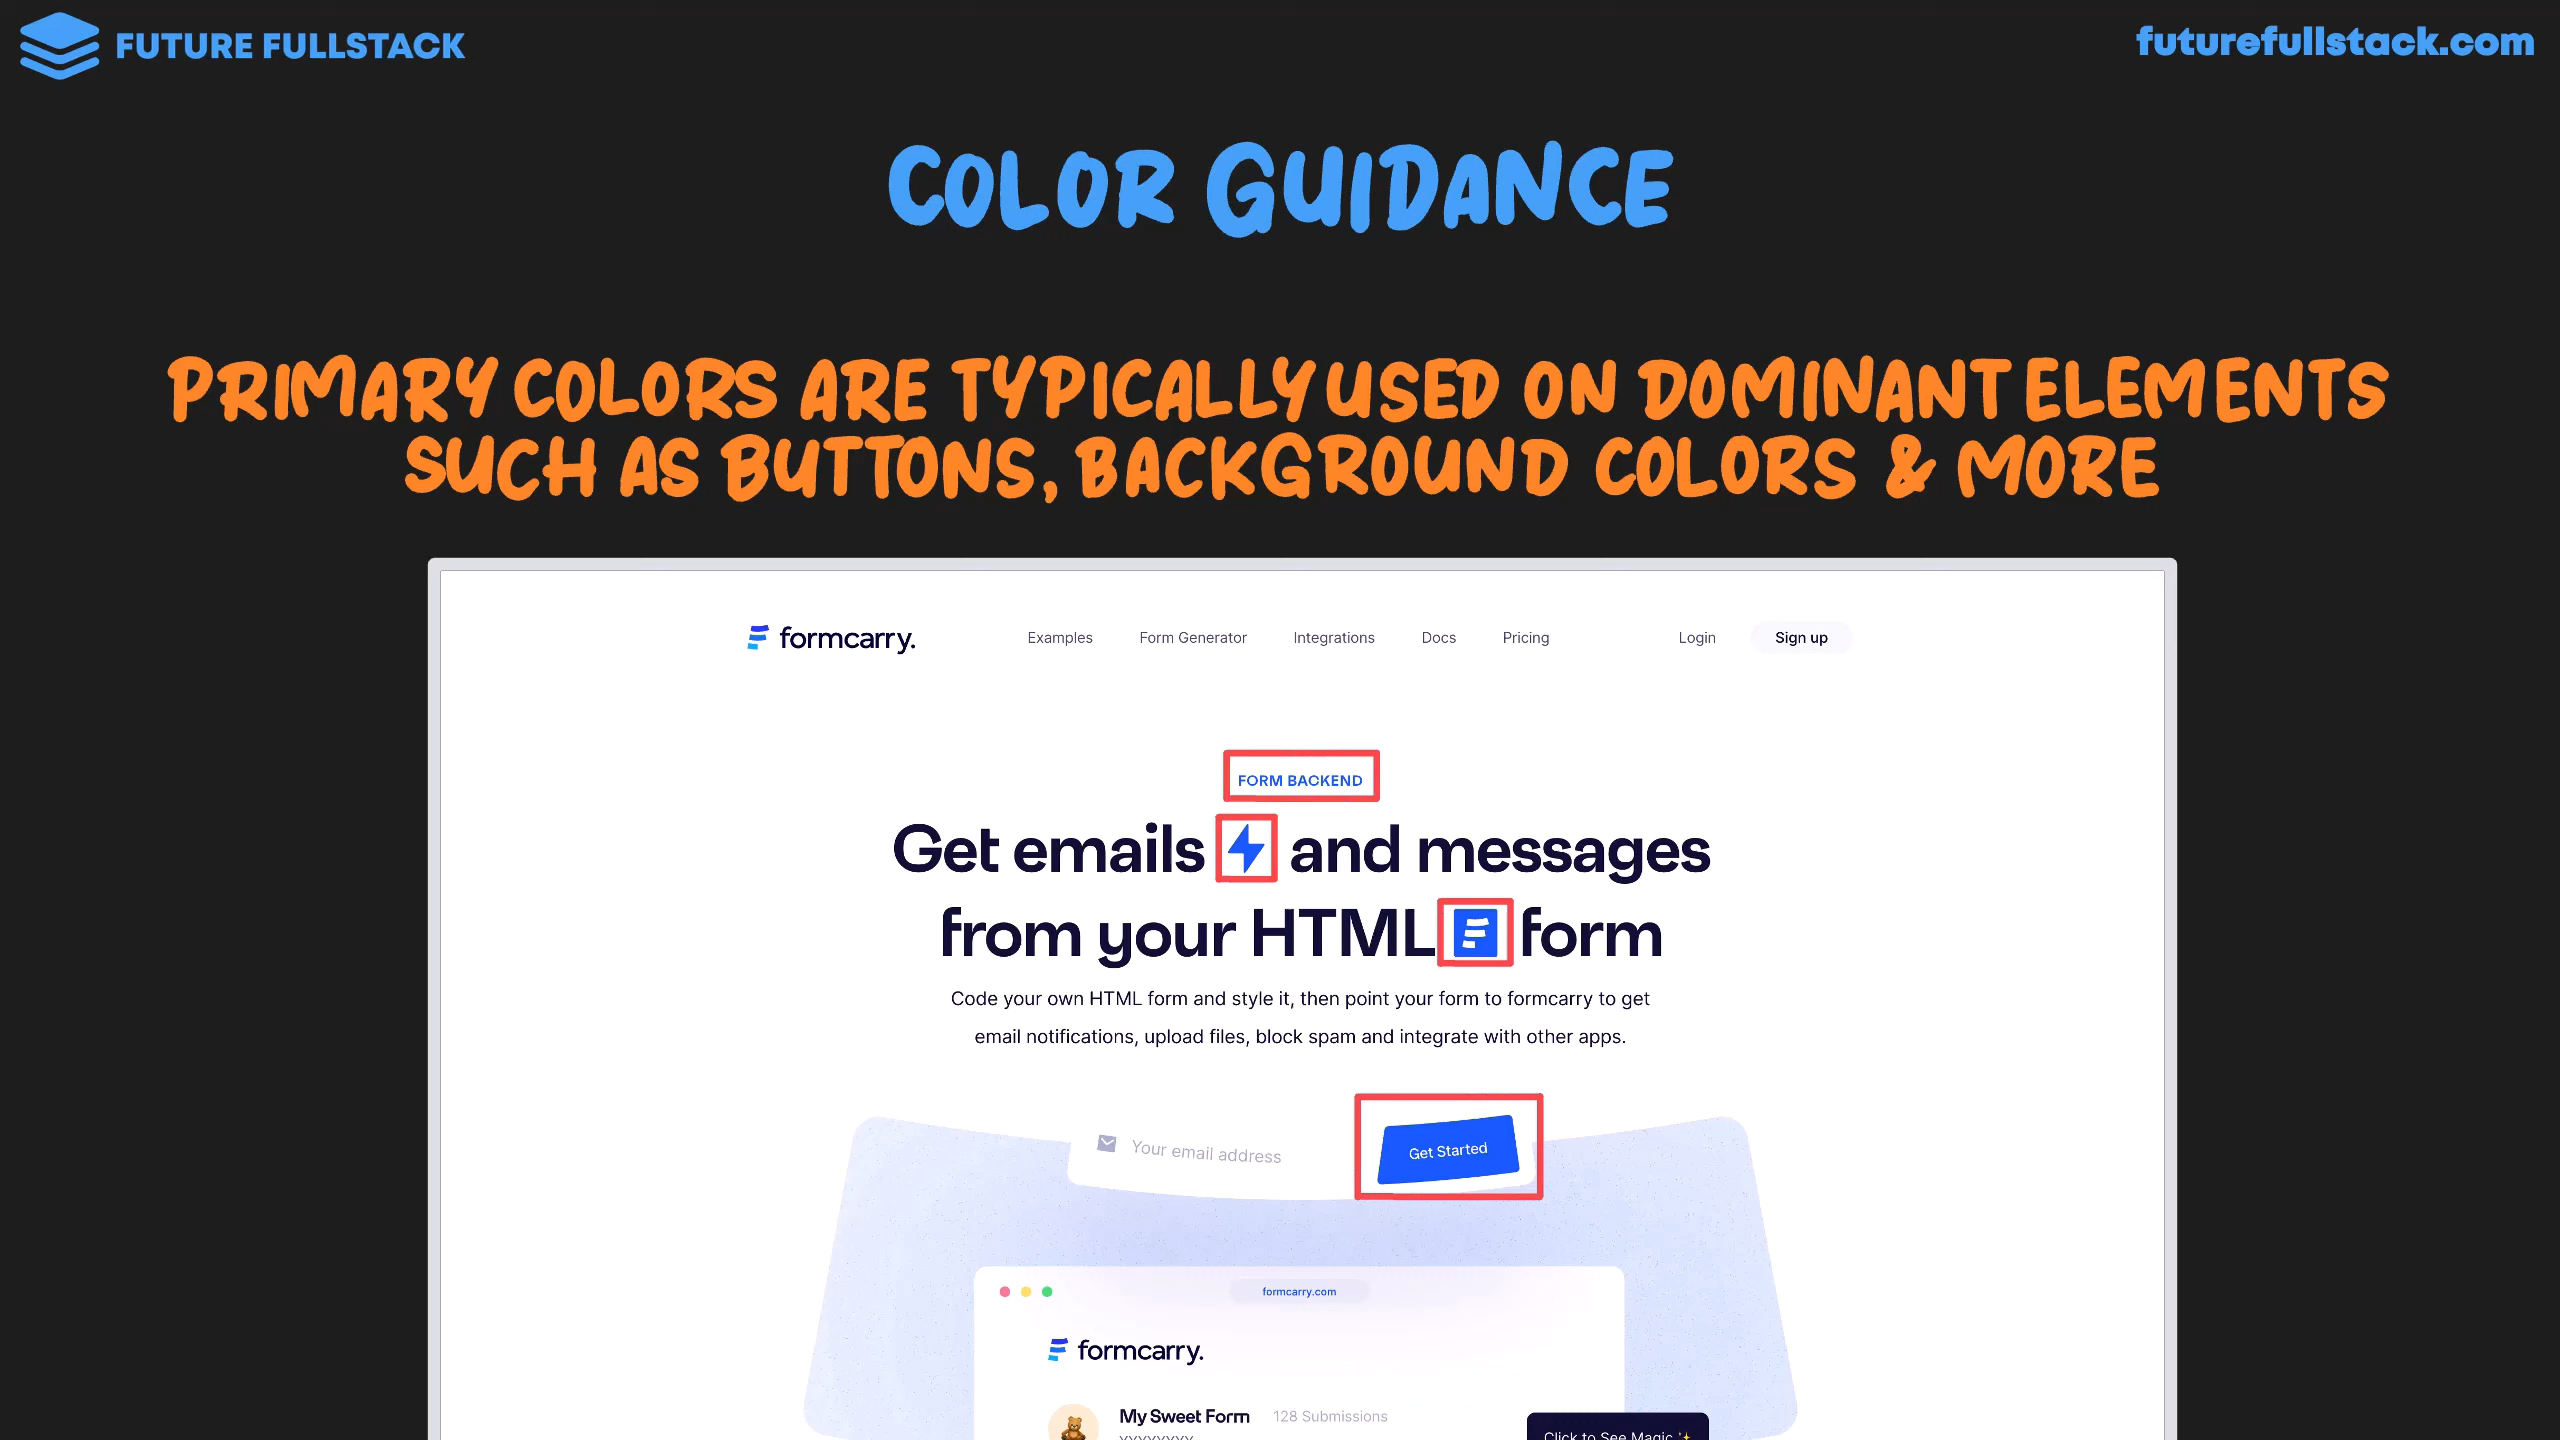 FUTURE FULLSTACK
futurefullstack.com
COLOR GUIDANCE
PRIMARY COLORS ARE TYPICALLY USED ON DOMINANT ELEMENTS
SUCH AS BUTTONS, BACKGROUND COLORS & MORE
formcarry.
Examples Form Generator Integrations Docs Pricing Login Sign up
FORM BACKEND
Get emails and messages
from your HTML form
Code your own HTML form and style it, then point your form to formcarry to get
email notifications, upload files, block spam and integrate with other apps.
Your email address
Get Started
formcarry.com
formcarry.
My Sweet Form 128 Submissions
Click to See Magic ✨